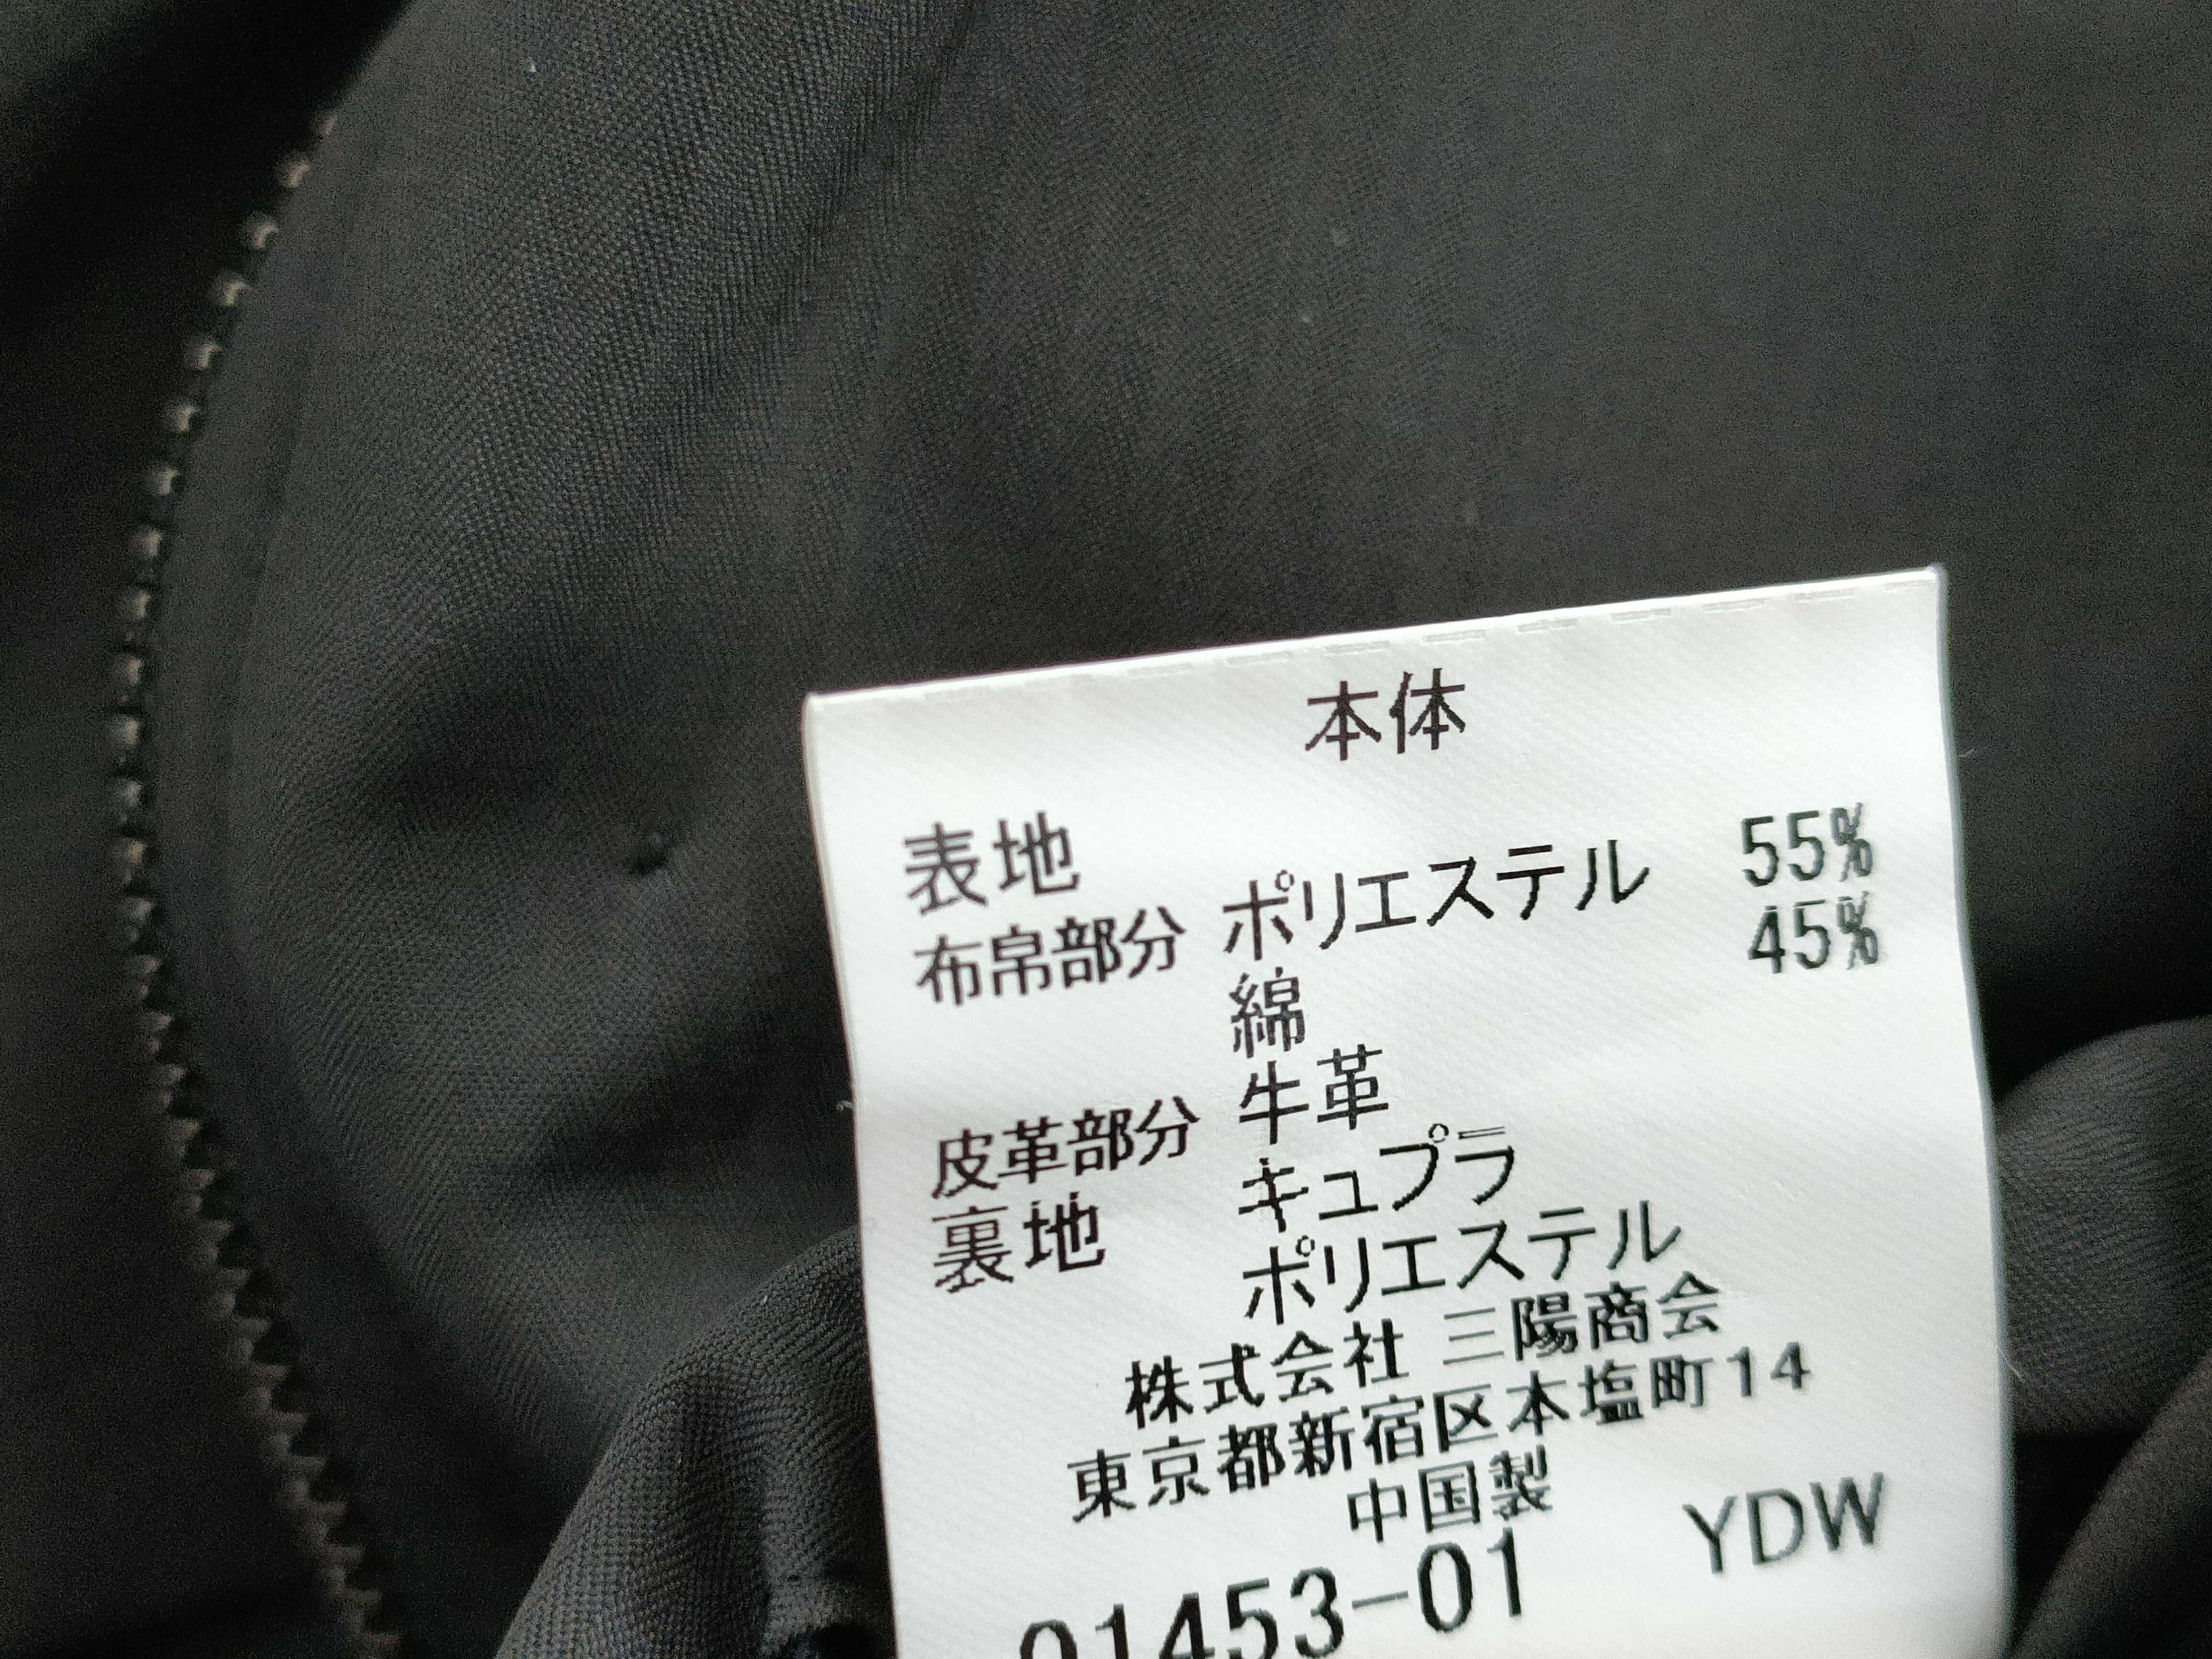 本体
表地
布帛部分 ポリエステル 55%
綿 45%
皮革部分 牛革
裏地 キュプラ
ポリエステル
株式会社 三陽商会
東京都新宿区本塩町14
中国製
01453-01 YDW